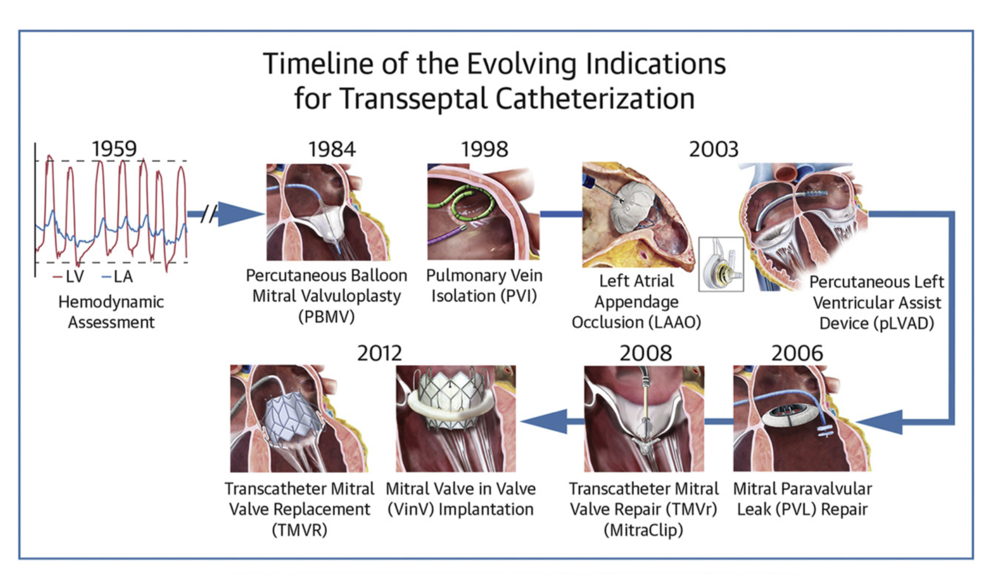 Timeline of the Evolving Indications
for Transseptal Catheterization
1959
LV LA
Hemodynamic
Assessment
1984
Percutaneous Balloon
Mitral Valvuloplasty
(PBMV)
1998
Pulmonary Vein
Isolation (PVI)
2003
Left Atrial
Appendage
Occlusion (LAAO)
Percutaneous Left
Ventricular Assist
Device (pLVAD)
2006
Mitral Paravalvular
Leak (PVL) Repair
2008
Transcatheter Mitral
Valve Repair (TMVr)
(MitraClip)
2012
Mitral Valve in Valve
(VinV) Implantation
Transcatheter Mitral
Valve Replacement
(TMVR)